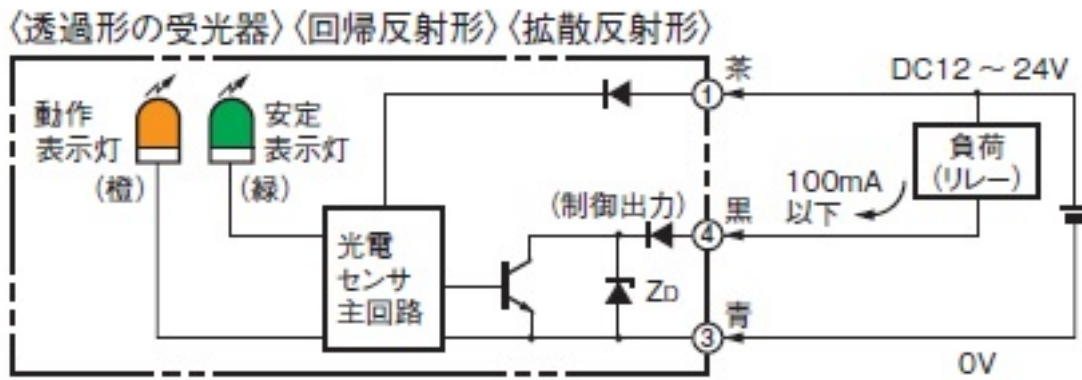 〈透過形の受光器〉〈回帰反射形〉〈拡散反射形〉
動作
表示灯
(橙)
安定
表示灯
(緑)
光電
センサ
主回路
(制御出力)
ZD
1
茶
4
黒
3
青
DC12～24V
負荷
(リレー)
100mA
以下
0V